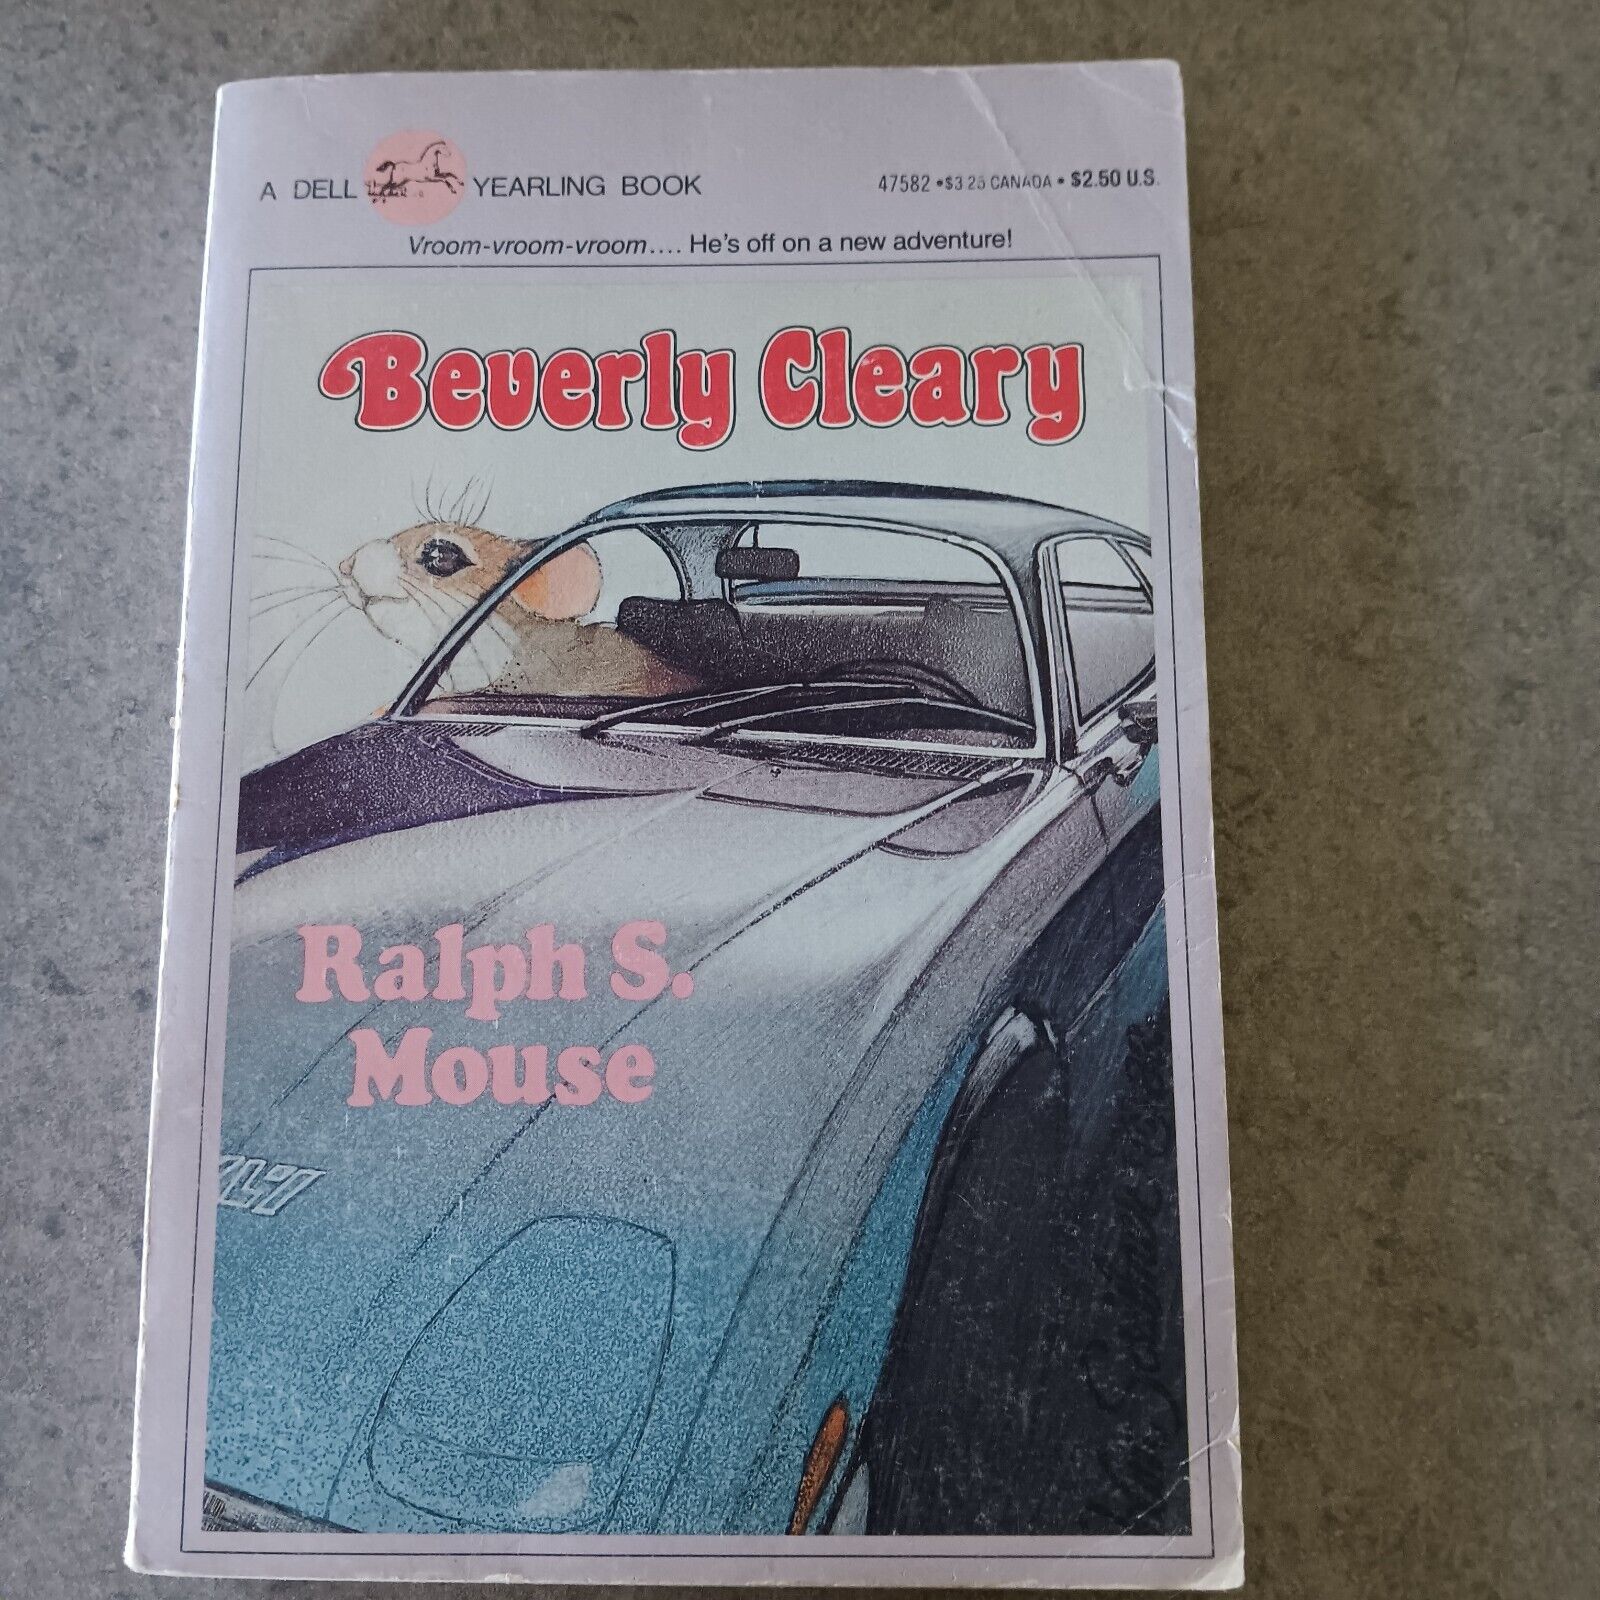 A DELL YEARLING BOOK 47582 • $3.25 CANADA • $2.50 U.S.
Vroom-vroom-vroom.... He's off on a new adventure!
Beverly Cleary
Ralph S.
Mouse